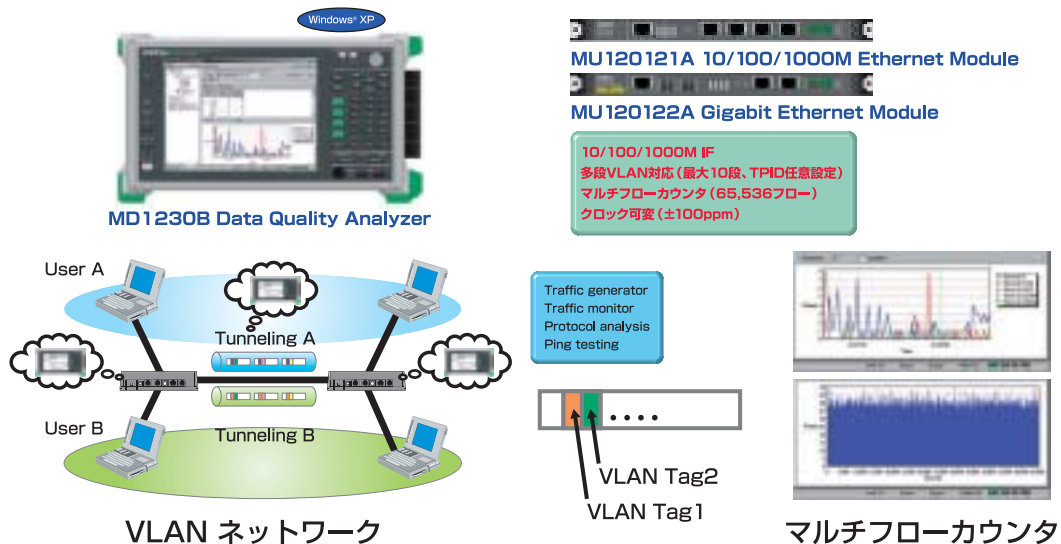 Windows® XP
MU120121A 10/100/1000M Ethernet Module
MU120122A Gigabit Ethernet Module
MD1230B Data Quality Analyzer
10/100/1000M IF
多段VLAN対応（最大10段、TPID任意設定）
マルチフローカウンタ（65,536フロー）
クロック可変（±100ppm）
User A
Tunneling A
User B
Tunneling B
VLAN ネットワーク
Traffic generator
Traffic monitor
Protocol analysis
Ping testing
VLAN Tag2
VLAN Tag1
マルチフローカウンタ